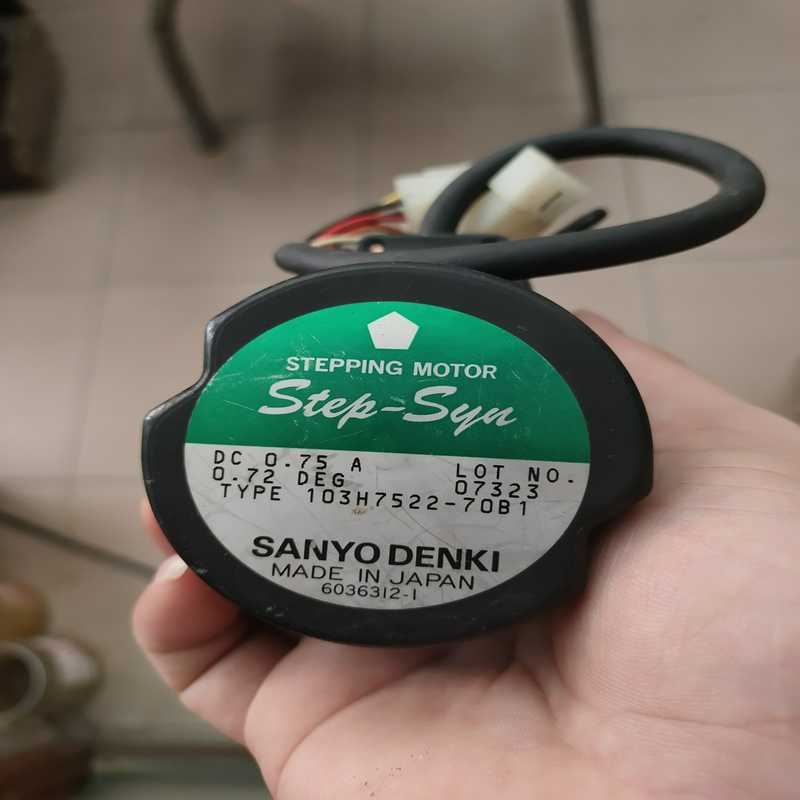 STEPPING MOTOR
Step-Syn
DC 0.75 A
0.72 DEG
LOT NO.
07323
TYPE 103H7522-70B1
SANYO DENKI
MADE IN JAPAN
6036312-1